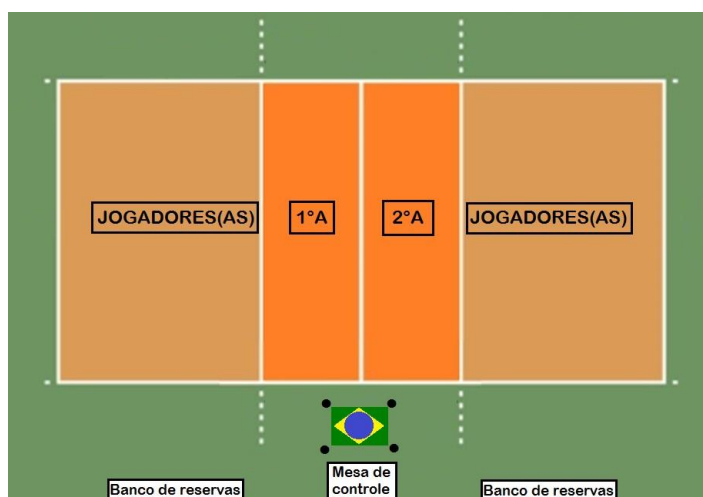 JOGADORES(AS)
1°A
2°A
JOGADORES(AS)
Mesa de
controle
Banco de reservas
Banco de reservas